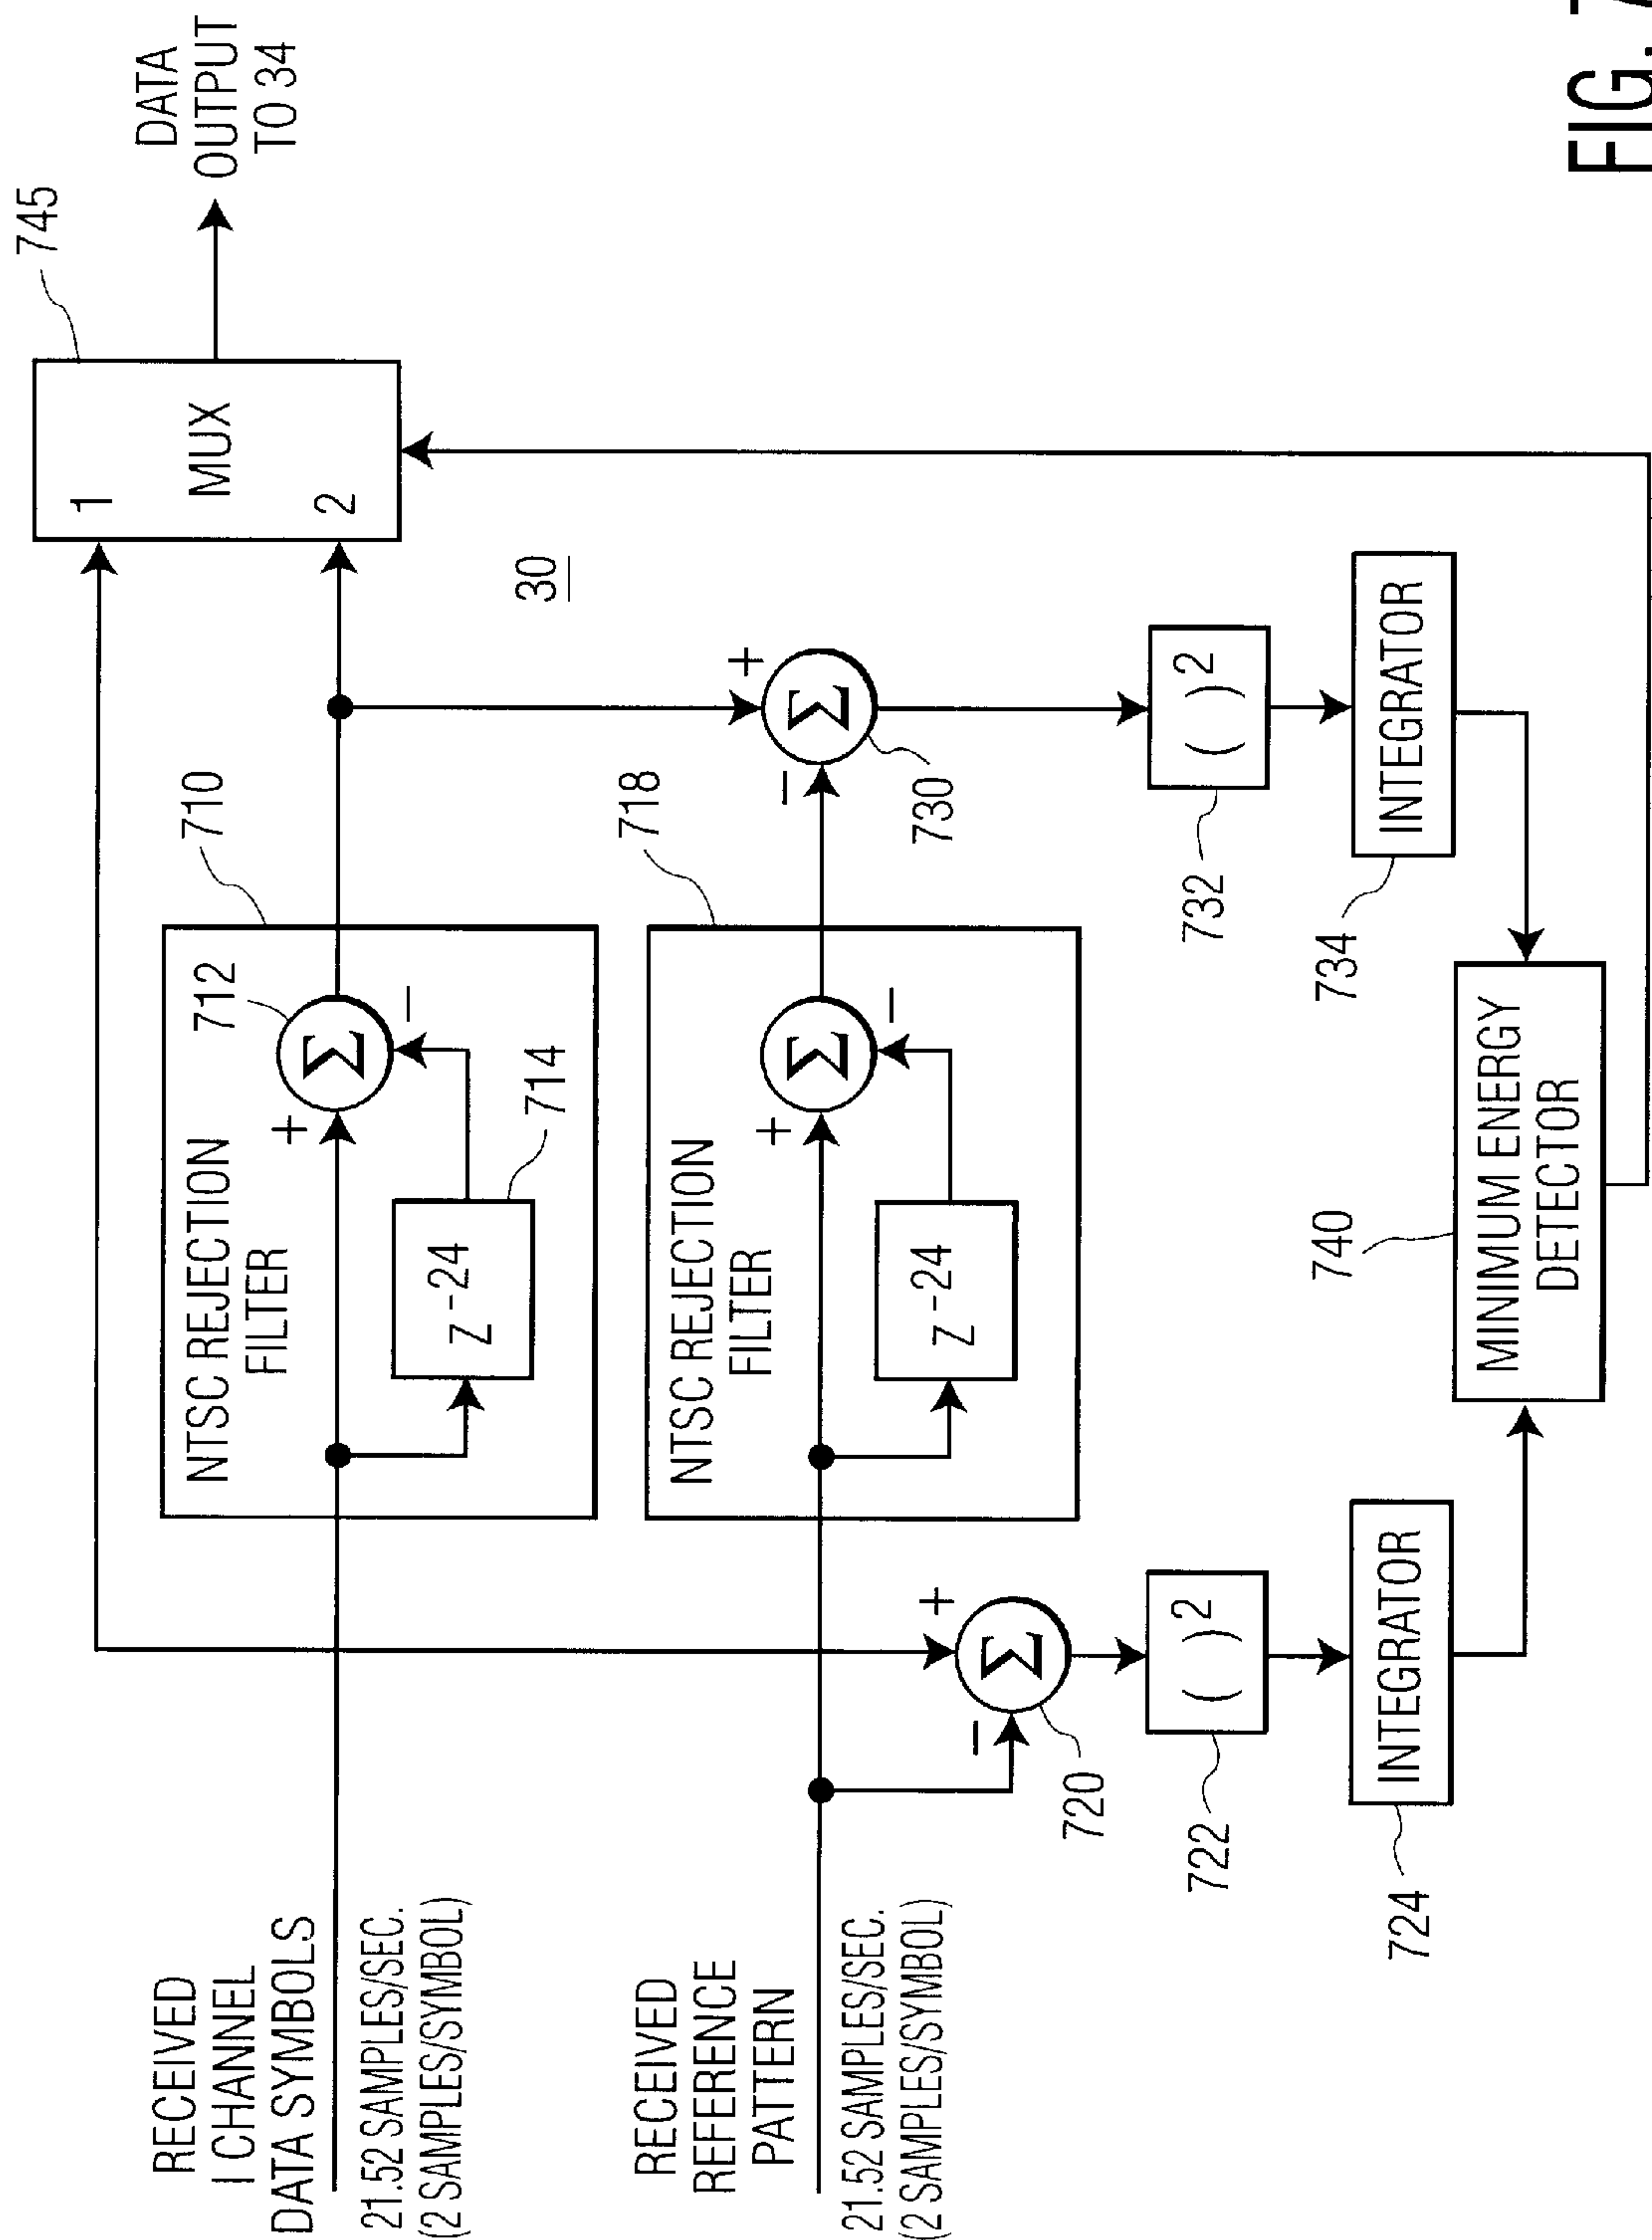 745
1
MUX
2
DATA
OUTPUT
TO 34
RECEIVED
I CHANNEL
DATA SYMBOLS
21.52 SAMPLES/SEC.
(2 SAMPLES/SYMBOL)
NTSC REJECTION
FILTER
+
Σ
−
712
710
Z -24
714
30
RECEIVED
REFERENCE
PATTERN
21.52 SAMPLES/SEC.
(2 SAMPLES/SYMBOL)
NTSC REJECTION
FILTER
+
Σ
−
718
Z -24
+
Σ
−
730
+
Σ
−
720
( )2
722
( )2
732
INTEGRATOR
724
INTEGRATOR
734
MINIMUM ENERGY
DETECTOR
740
FIG. 7